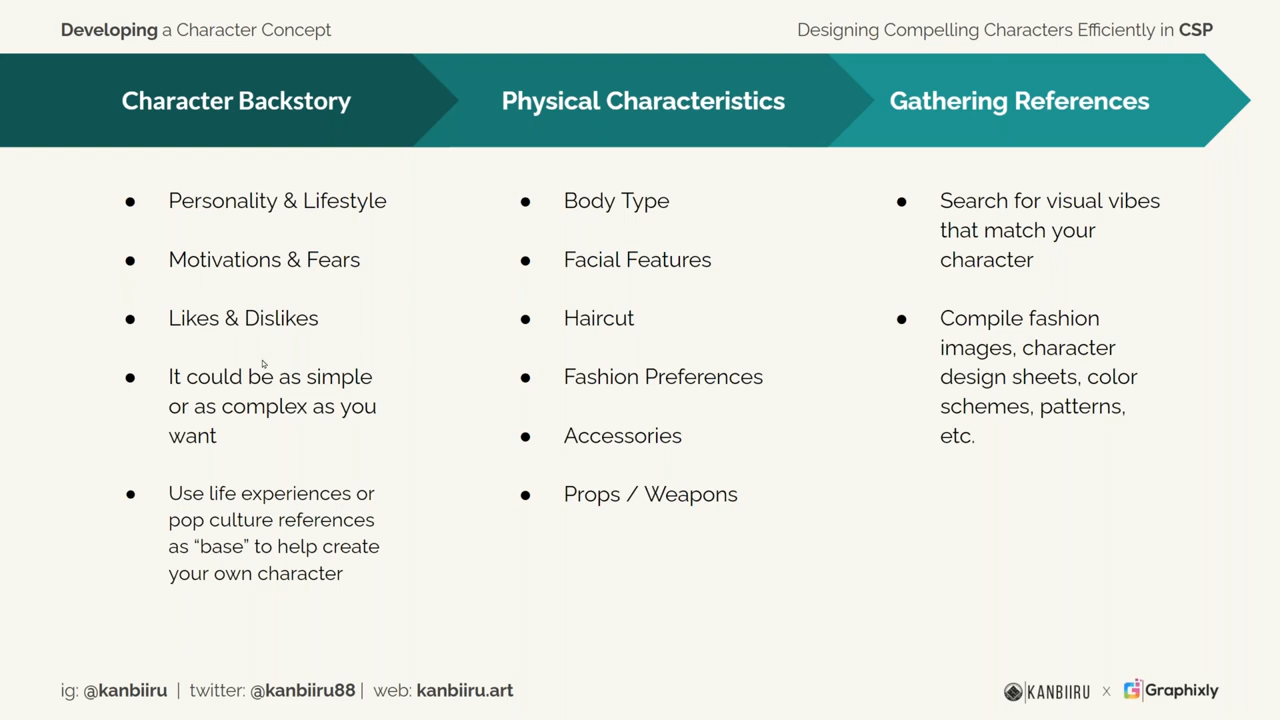 Developing a Character Concept
Designing Compelling Characters Efficiently in CSP
Character Backstory
Physical Characteristics
Gathering References
● Personality & Lifestyle
● Motivations & Fears
● Likes & Dislikes
● It could be as simple
or as complex as you
want
● Use life experiences or
pop culture references
as “base” to help create
your own character
● Body Type
● Facial Features
● Haircut
● Fashion Preferences
● Accessories
● Props / Weapons
● Search for visual vibes
that match your
character
● Compile fashion
images, character
design sheets, color
schemes, patterns,
etc.
ig: @kanbiiru | twitter: @kanbiiru88 | web: kanbiiru.art
KANBIIRU x Graphixly